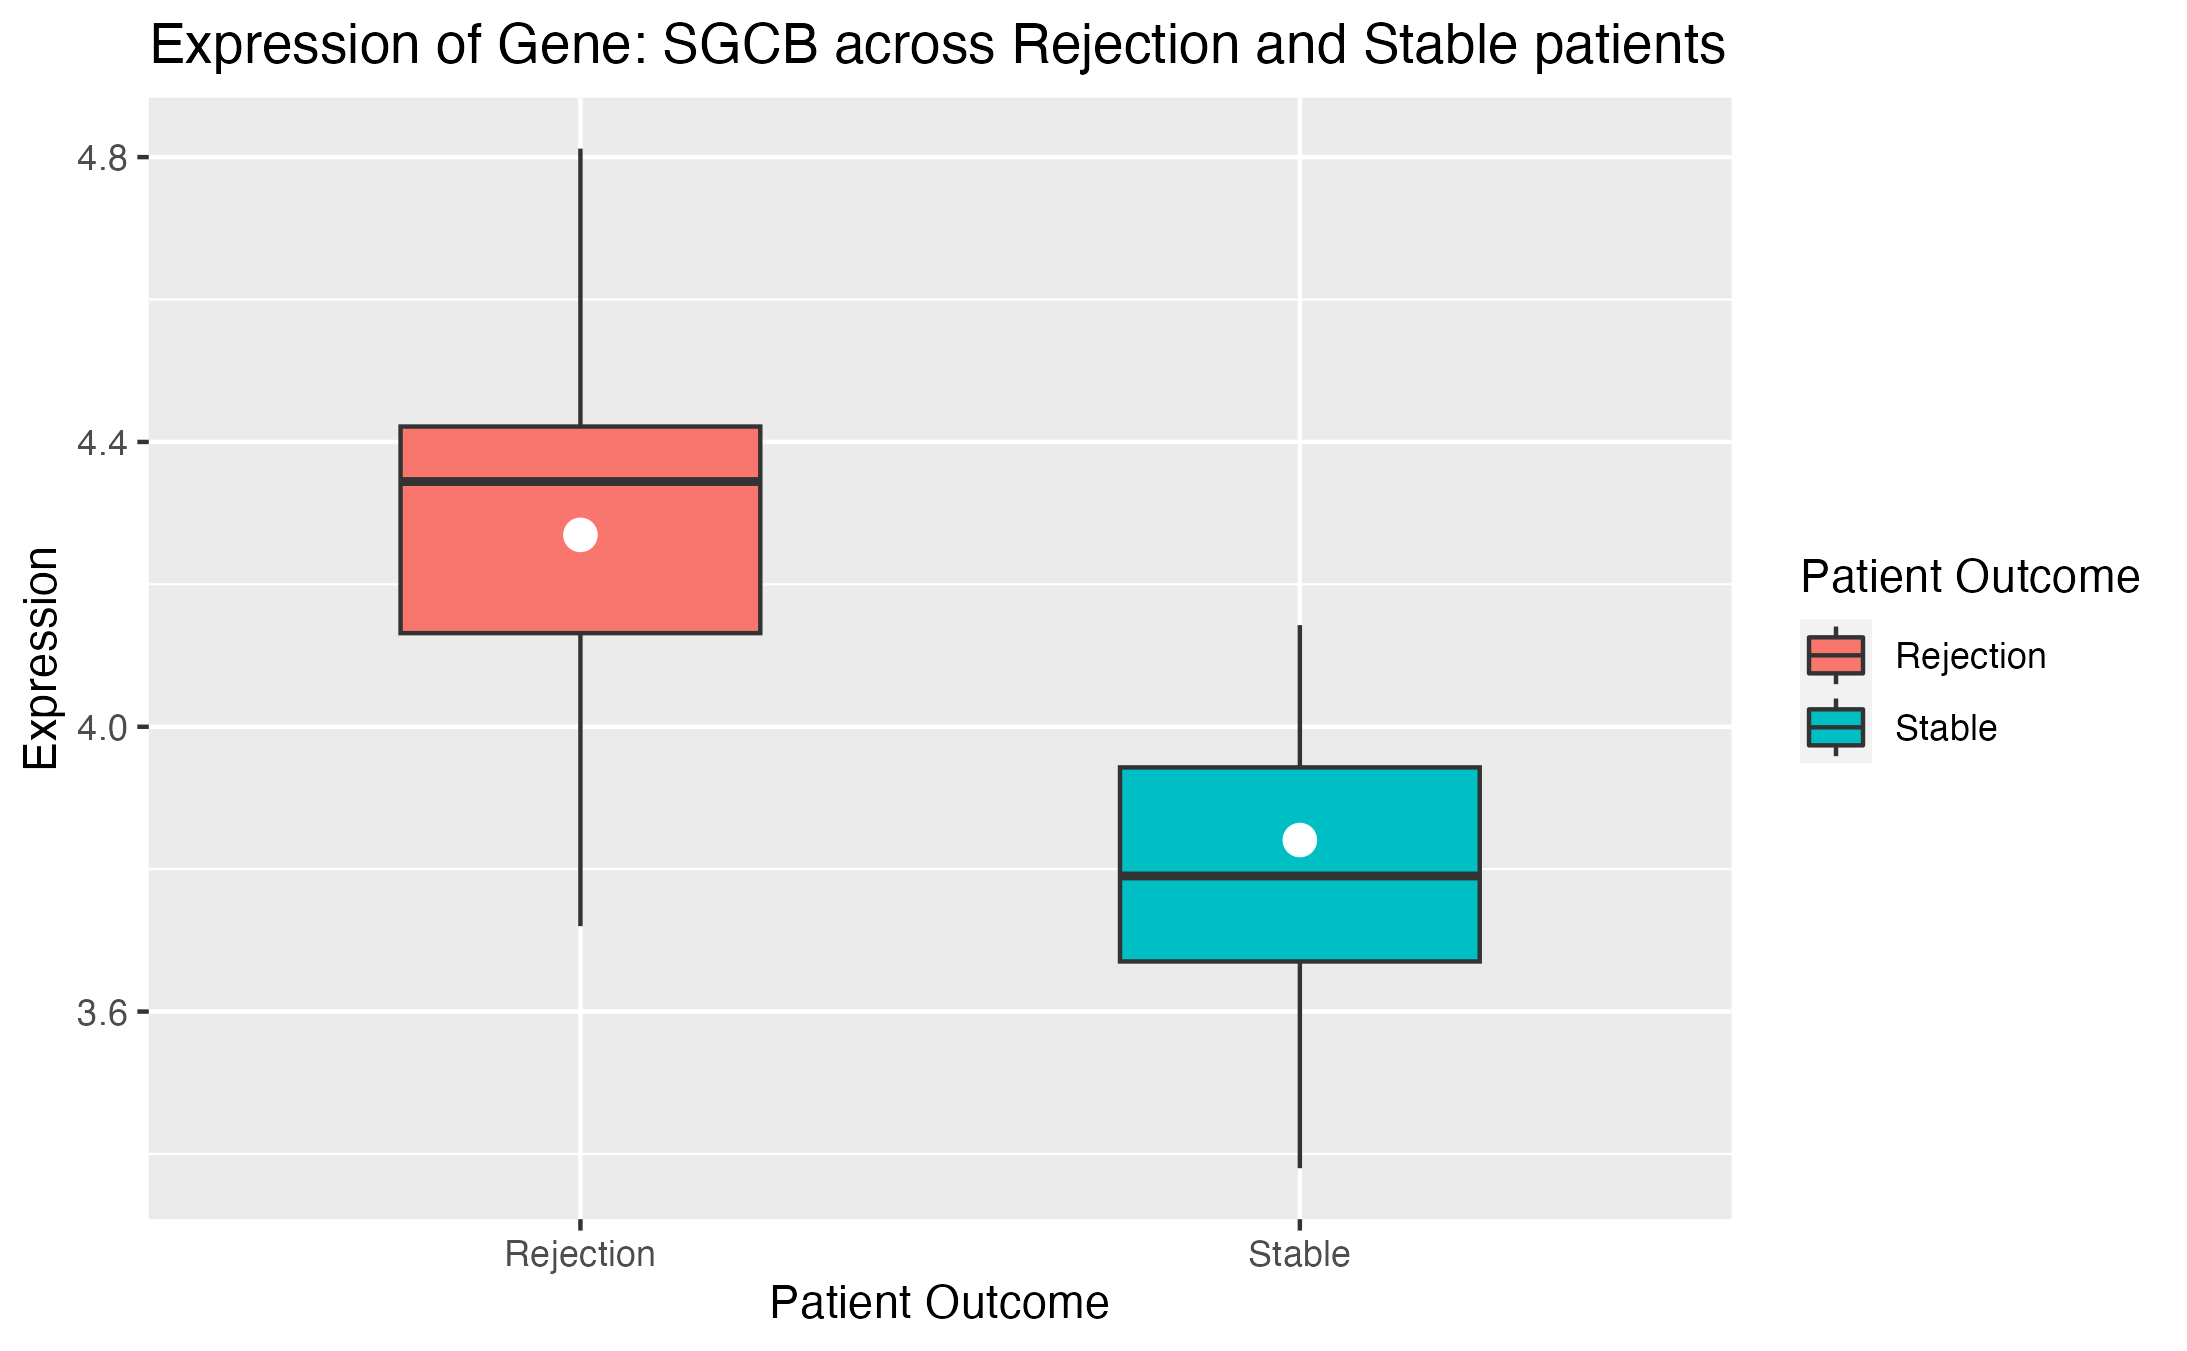 Expression of Gene: SGCB across Rejection and Stable patients
Expression
4.8
4.4
4.0
3.6
Rejection
Stable
Patient Outcome
Patient Outcome
Rejection
Stable